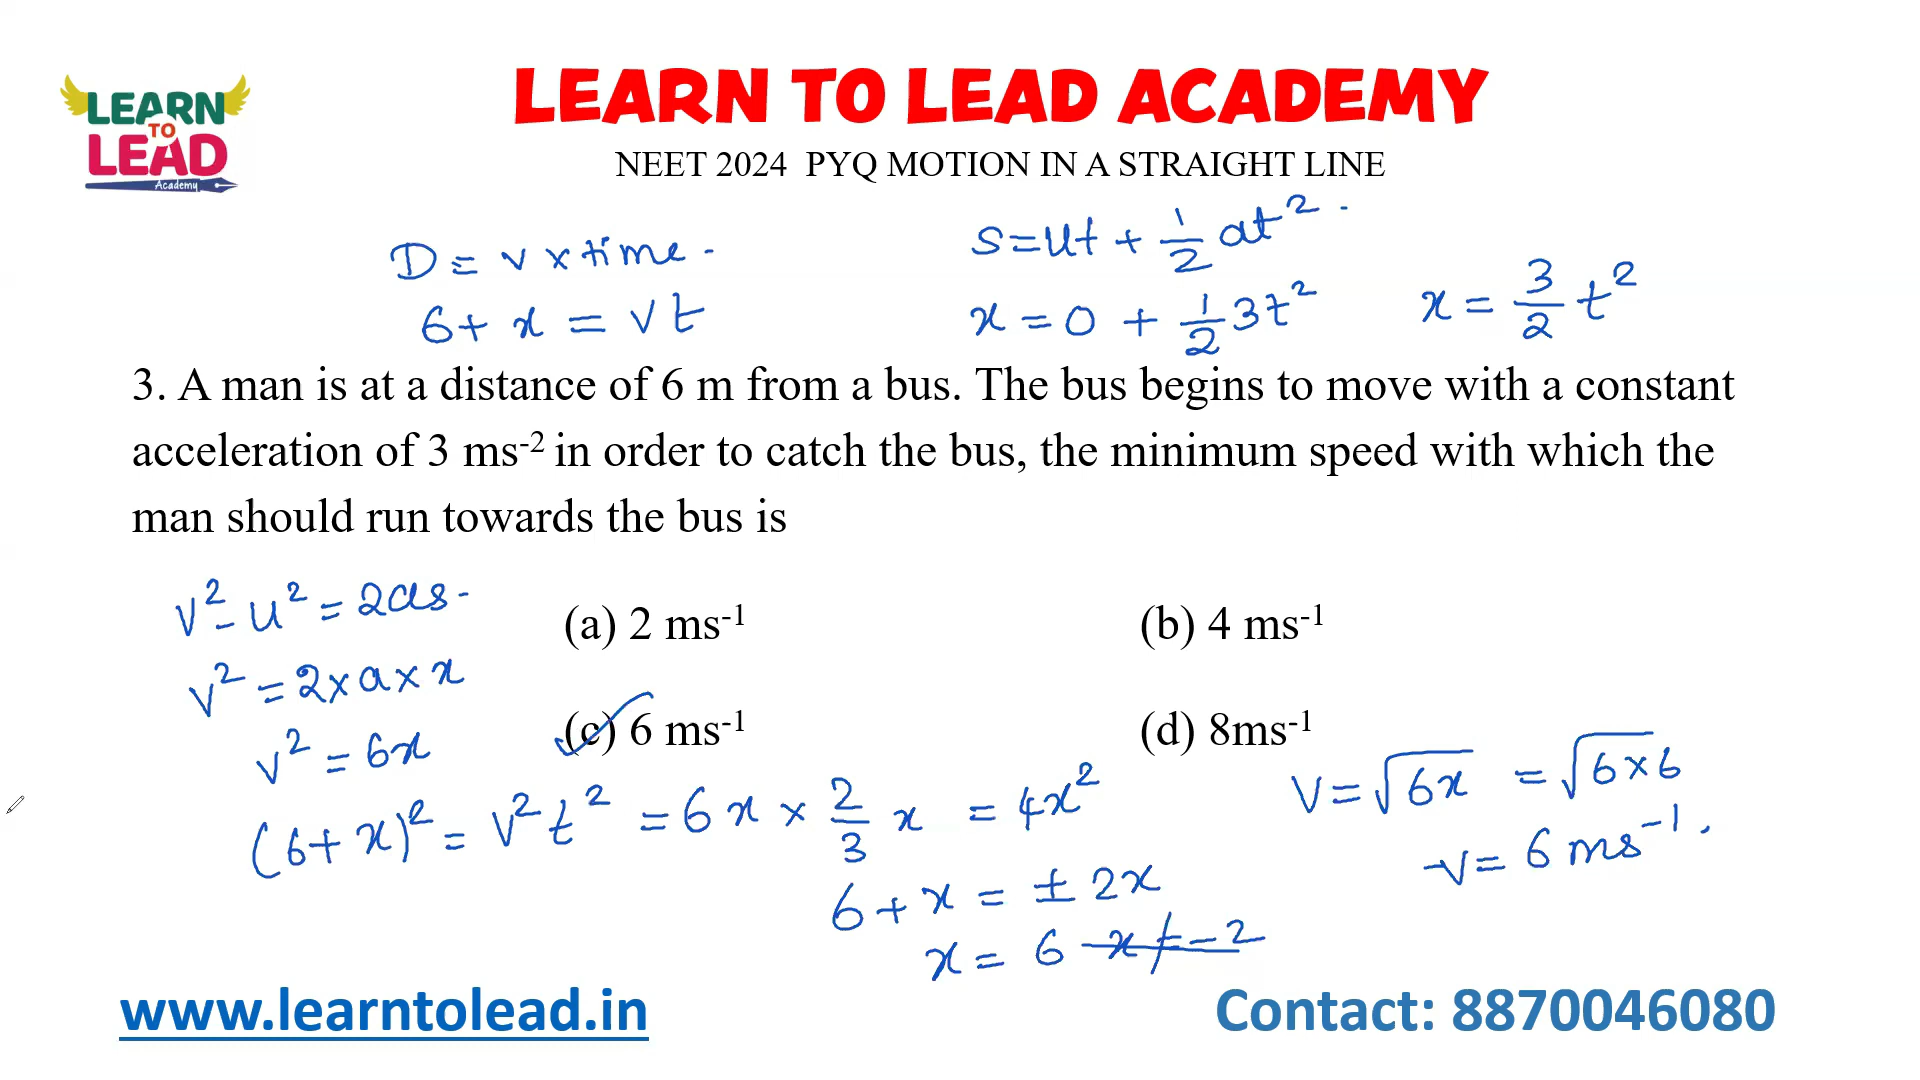 LEARN TO LEAD Academy
LEARN TO LEAD ACADEMY
NEET 2024 PYQ MOTION IN A STRAIGHT LINE
D = v × time.
6 + x = vt
s = ut + 1/2 at²
x = 0 + 1/2 3t²
x = 3/2 t²
3. A man is at a distance of 6 m from a bus. The bus begins to move with a constant
acceleration of 3 ms⁻² in order to catch the bus, the minimum speed with which the
man should run towards the bus is
v² - u² = 2as.
v² = 2×a×x
v² = 6x
(a) 2 ms⁻¹
(b) 4 ms⁻¹
(c) 6 ms⁻¹
(d) 8ms⁻¹
(6+x)² = v²t² = 6x × 2/3 x = 4x²
6+x = ± 2x
x = 6 x = -2
v = √6x = √6×6
v = 6 ms⁻¹.
www.learntolead.in
Contact: 8870046080